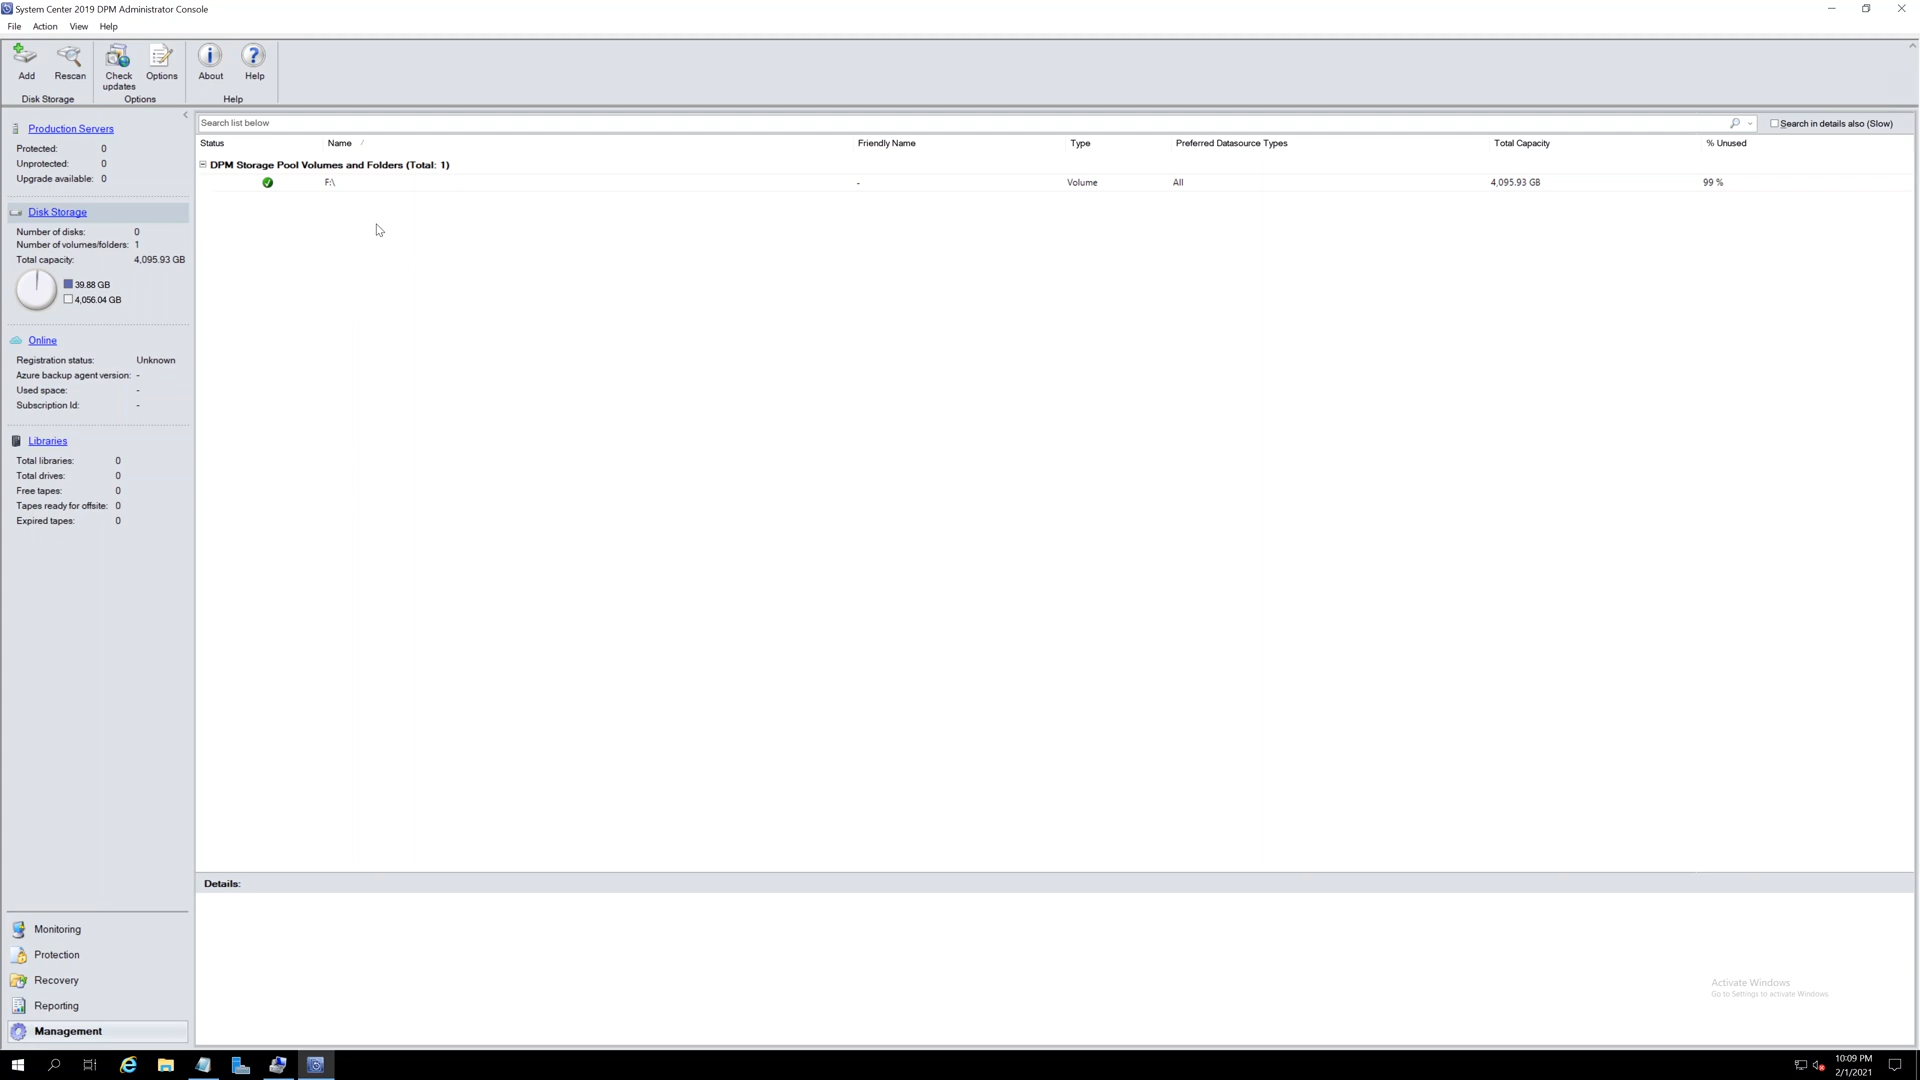 System Center 2019 DPM Administrator Console
File Action View Help
Add Rescan Check updates Options About Help
Disk Storage Options Help
Production Servers
Protected: 0
Unprotected: 0
Upgrade available: 0
Disk Storage
Number of disks: 0
Number of volumes/folders: 1
Total capacity: 4,095.93 GB
39.88 GB
4,056.04 GB
Online
Registration status: Unknown
Azure backup agent version: -
Used space: -
Subscription Id: -
Libraries
Total libraries: 0
Total drives: 0
Free tapes: 0
Tapes ready for offsite: 0
Expired tapes: 0
Monitoring
Protection
Recovery
Reporting
Management
Search list below
Search in details also (Slow)
Status Name Friendly Name Type Preferred Datasource Types Total Capacity % Unused
DPM Storage Pool Volumes and Folders (Total: 1)
F:\ - Volume All 4,095.93 GB 99 %
Details:
Activate Windows
Go to Settings to activate Windows.
10:09 PM
2/1/2021